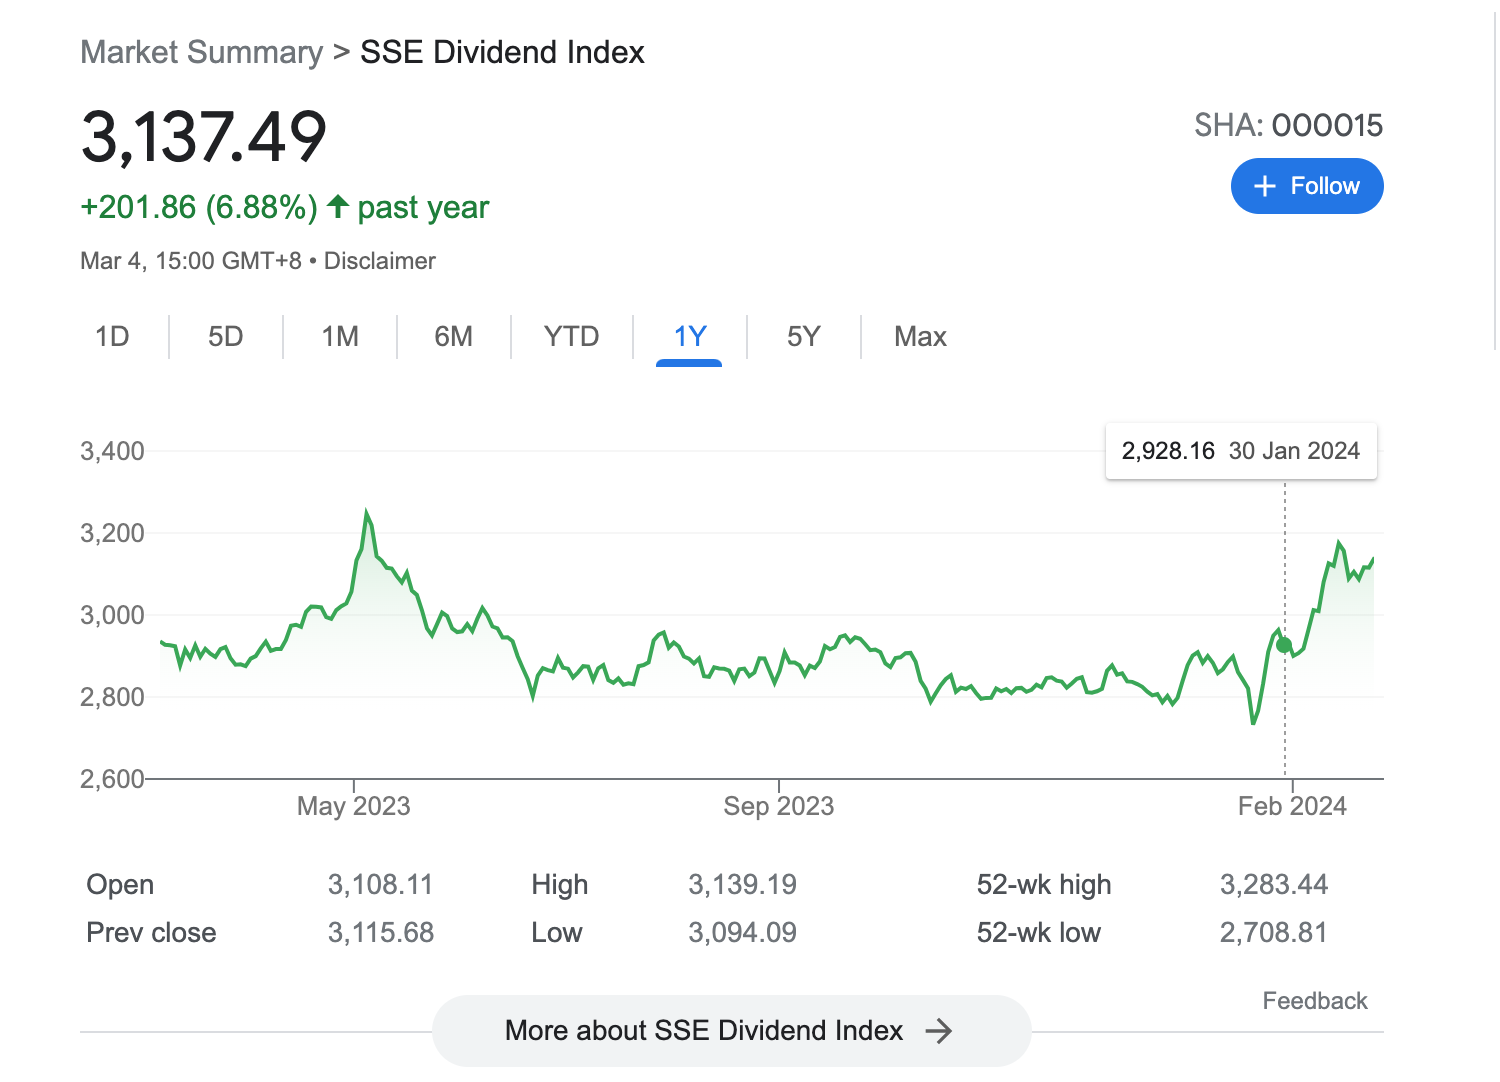 Market Summary > SSE Dividend Index
3,137.49
SHA: 000015
+ Follow
+201.86 (6.88%) ↑ past year
Mar 4, 15:00 GMT+8 • Disclaimer
1D 5D 1M 6M YTD 1Y 5Y Max
2,928.16 30 Jan 2024
3,400
3,200
3,000
2,800
2,600
May 2023 Sep 2023 Feb 2024
Open 3,108.11 High 3,139.19 52-wk high 3,283.44
Prev close 3,115.68 Low 3,094.09 52-wk low 2,708.81
Feedback
More about SSE Dividend Index →